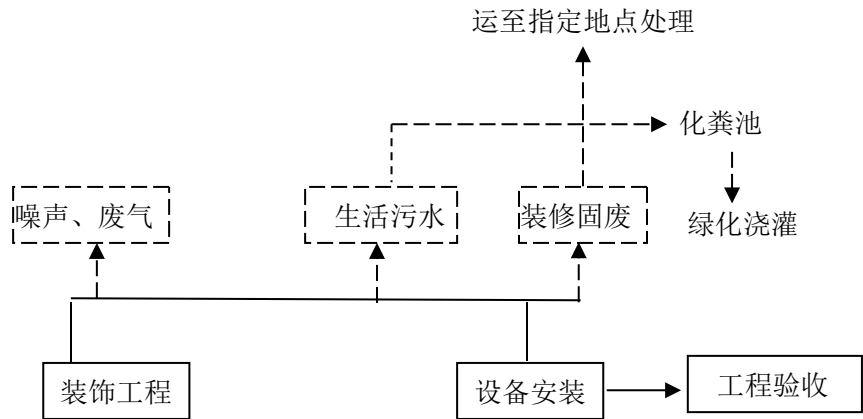 运至指定地点处理
化粪池
噪声、废气
生活污水
装修固废
绿化浇灌
装饰工程
设备安装
工程验收